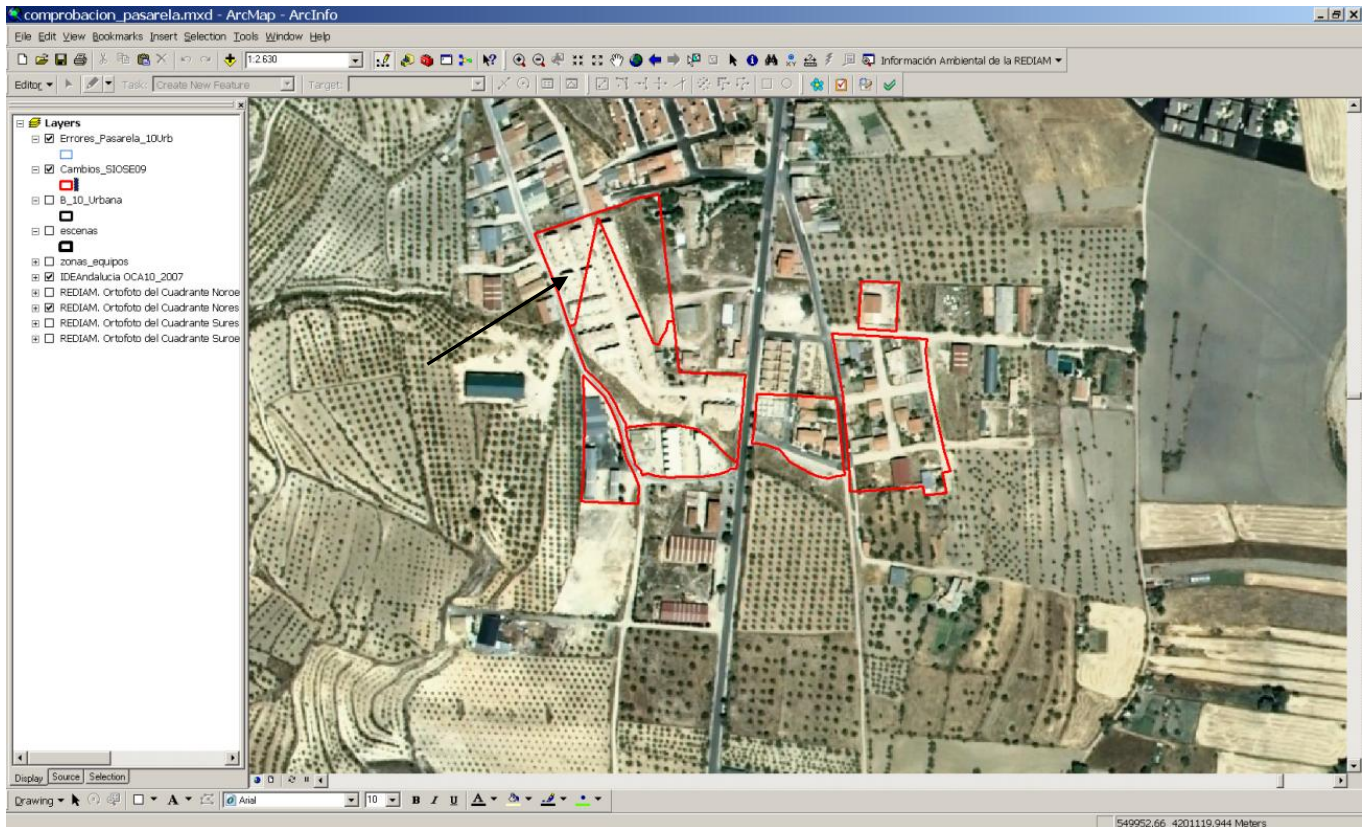 comprobacion_pasarela.mxd - ArcMap - ArcInfo
File Edit View Bookmarks Insert Selection Tools Window Help
1:2.630
Información Ambiental de la REDIAM
Editor Task: Create New Feature Target:
Layers
Errores_Pasarela_10Urb
Cambios_SIOSE09
B_10_Urbana
escenas
zonas_equipos
IDEAndalucia OCA10_2007
REDIAM. Ortofoto del Cuadrante Noroe
REDIAM. Ortofoto del Cuadrante Nores
REDIAM. Ortofoto del Cuadrante Sures
REDIAM. Ortofoto del Cuadrante Suroe
Display Source Selection
Drawing A Arial 10 B I U A
549952,66 4201119,944 Meters